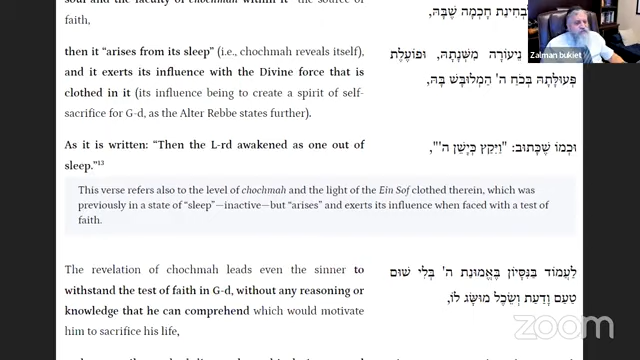 soul and the faculty of chochmah within it—the source of
faith,
לִבְחִינַת חָכְמָה שֶׁבָּהּ,
then it “arises from its sleep” (i.e., chochmah reveals itself),
and it exerts its influence with the Divine force that is
clothed in it (its influence being to create a spirit of self-
sacrifice for G-d, as the Alter Rebbe states further).
נֵיעוֹרָה מִשְּׁנָתָהּ, וּפוֹעֶלֶת
פְּעוּלָּתָהּ בְּכֹחַ ה' הַמְלוּבָּשׁ בָּהּ,
Zalman bukiet
As it is written: “Then the L-rd awakened as one out of
sleep.”13
וּכְמוֹ שֶׁכָּתוּב: "וַיִּקַץ כְּיָשֵׁן ה'",
This verse refers also to the level of chochmah and the light of the Ein Sof clothed therein, which was
previously in a state of “sleep”—inactive—but “arises” and exerts its influence when faced with a test of
faith.
The revelation of chochmah leads even the sinner to
withstand the test of faith in G-d, without any reasoning or
knowledge that he can comprehend which would motivate
him to sacrifice his life,
לַעֲמוֹד בַּנִּסָּיוֹן בֶּאֱמוּנַת ה' בְּלִי שׁוּם
טַעַם וָדַעַת וְשֵׂכֶל מוּשָּׂג לוֹ,
zoom